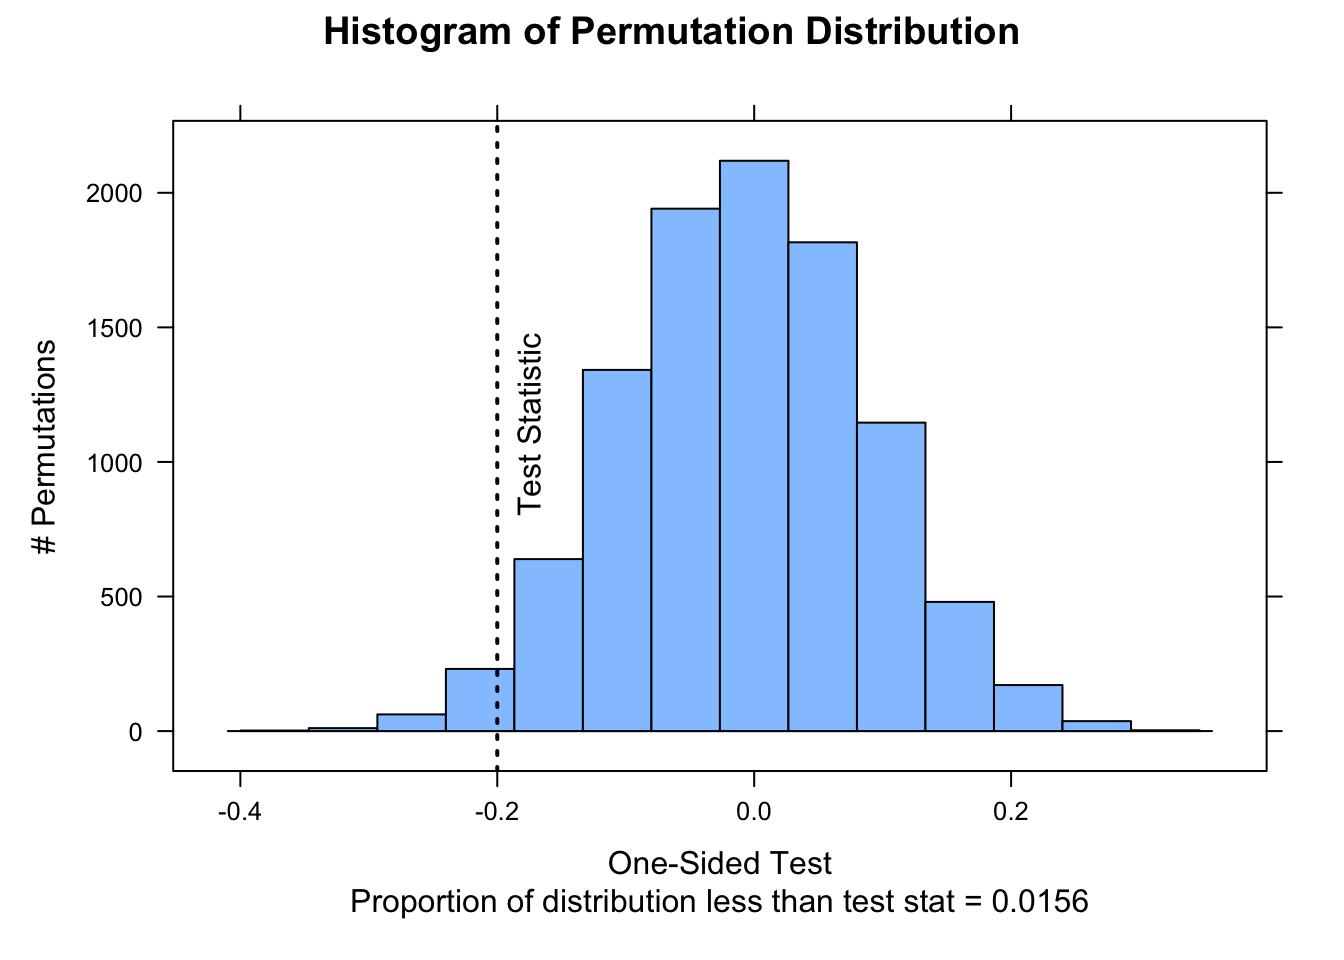 Histogram of Permutation Distribution
2000
1500
1000
500
0
# Permutations
Test Statistic
-0.4 -0.2 0.0 0.2
One-Sided Test
Proportion of distribution less than test stat = 0.0156